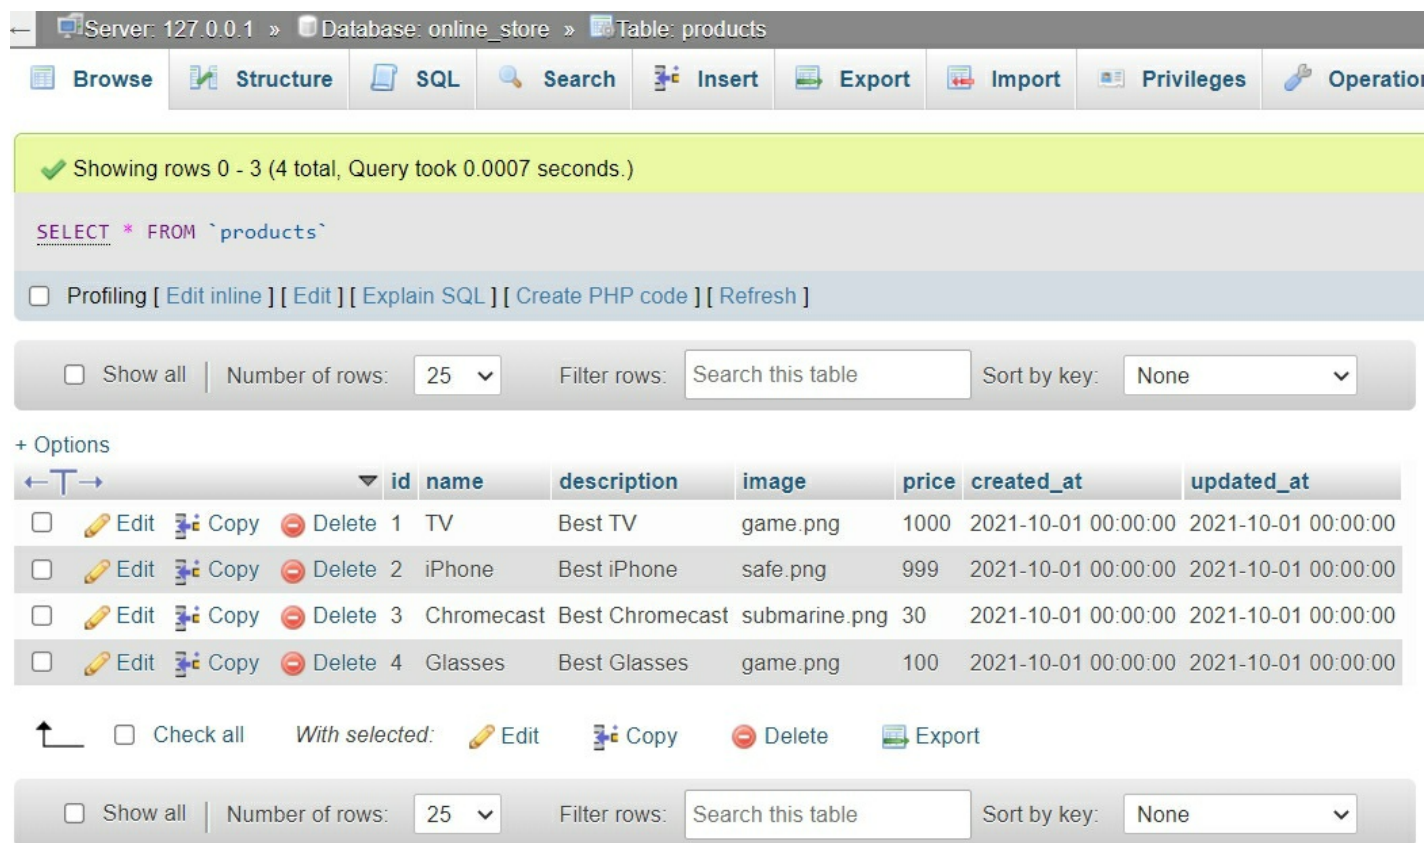 ← Server: 127.0.0.1 » Database: online_store » Table: products
Browse Structure SQL Search Insert Export Import Privileges Operation
Showing rows 0 - 3 (4 total, Query took 0.0007 seconds.)
SELECT * FROM `products`
Profiling [ Edit inline ] [ Edit ] [ Explain SQL ] [ Create PHP code ] [ Refresh ]
Show all | Number of rows: 25 Filter rows: Search this table Sort by key: None
+ Options
←T→ id name description image price created_at updated_at
Edit Copy Delete 1 TV Best TV game.png 1000 2021-10-01 00:00:00 2021-10-01 00:00:00
Edit Copy Delete 2 iPhone Best iPhone safe.png 999 2021-10-01 00:00:00 2021-10-01 00:00:00
Edit Copy Delete 3 Chromecast Best Chromecast submarine.png 30 2021-10-01 00:00:00 2021-10-01 00:00:00
Edit Copy Delete 4 Glasses Best Glasses game.png 100 2021-10-01 00:00:00 2021-10-01 00:00:00
Check all With selected: Edit Copy Delete Export
Show all | Number of rows: 25 Filter rows: Search this table Sort by key: None